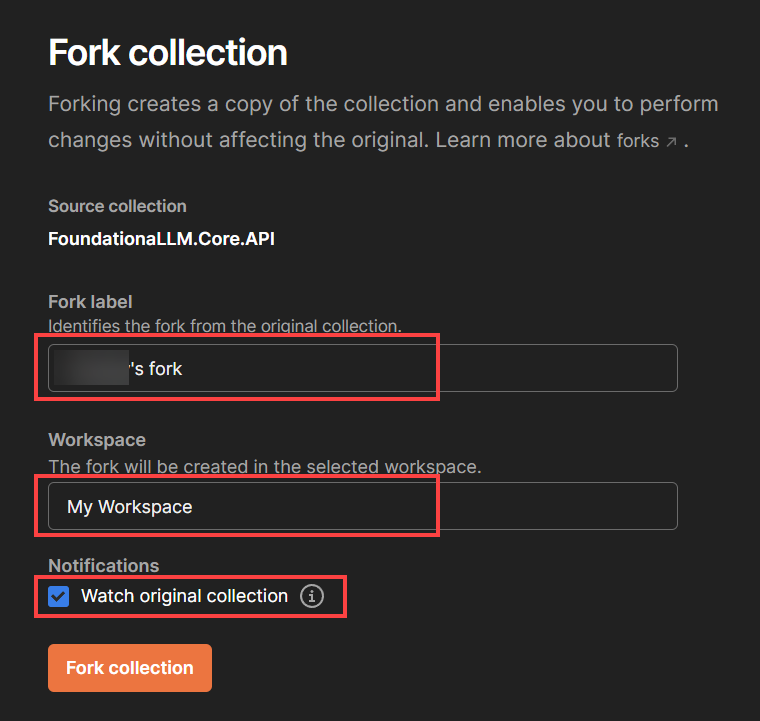 Fork collection
Forking creates a copy of the collection and enables you to perform
changes without affecting the original. Learn more about forks ↗ .
Source collection
FoundationaLLM.Core.API
Fork label
Identifies the fork from the original collection.
's fork
Workspace
The fork will be created in the selected workspace.
My Workspace
Notifications
Watch original collection
Fork collection